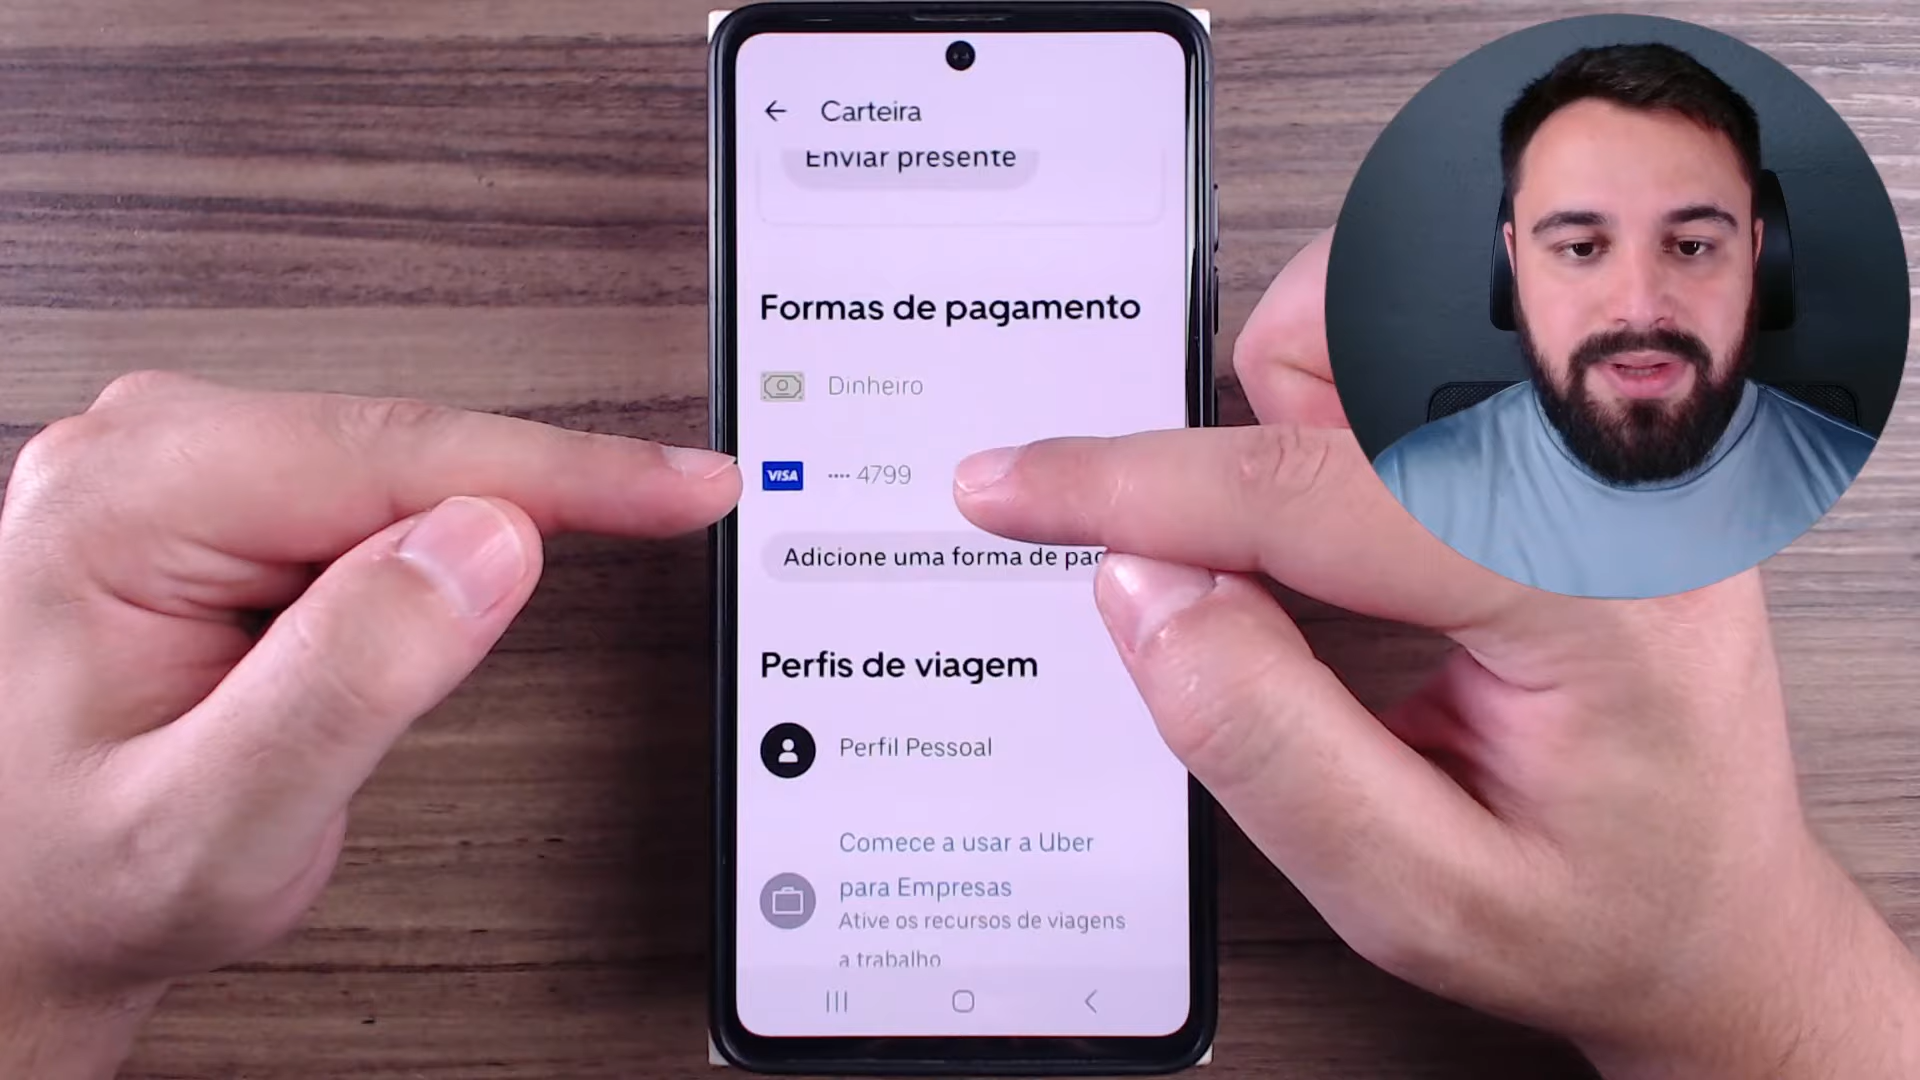 Carteira
Enviar presente
Formas de pagamento
Dinheiro
VISA •••• 4799
Adicione uma forma de pag
Perfis de viagem
Perfil Pessoal
Comece a usar a Uber
para Empresas
Ative os recursos de viagens
a trabalho